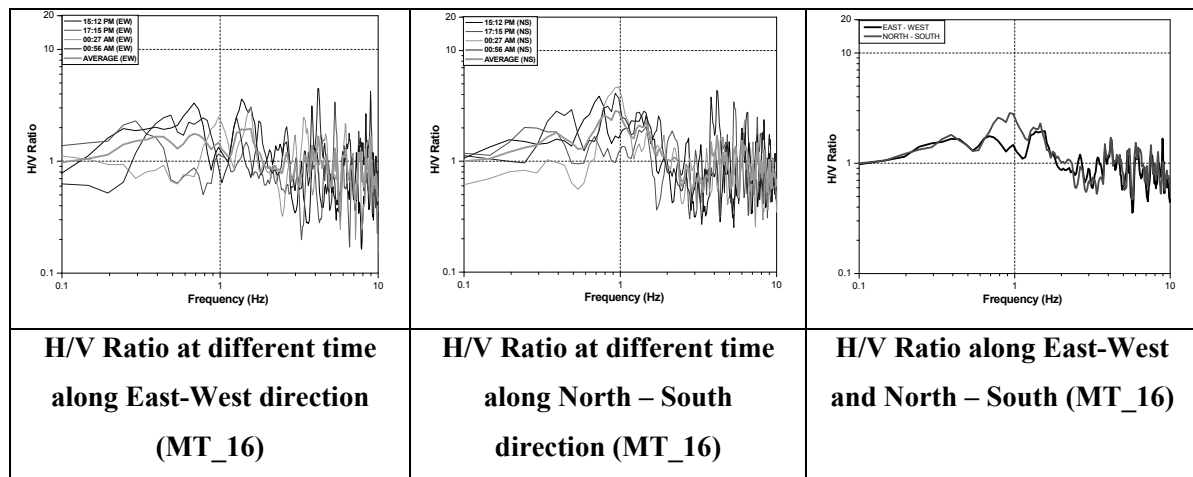 20
15:12 PM (EW)
17:15 PM (EW)
00:27 AM (EW)
00:56 AM (EW)
AVERAGE (EW)
10
H/V Ratio
1
0.1
0.1
1
10
Frequency (Hz)
20
15:12 PM (NS)
17:15 PM (NS)
00:27 AM (NS)
00:56 AM (NS)
AVERAGE (NS)
10
H/V Ratio
1
0.1
0.1
1
10
Frequency (Hz)
20
EAST - WEST
NORTH - SOUTH
10
H/V Ratio
1
0.1
0.1
1
10
Frequency (Hz)
H/V Ratio at different time
along East-West direction
(MT_16)
H/V Ratio at different time
along North – South
direction (MT_16)
H/V Ratio along East-West
and North – South (MT_16)